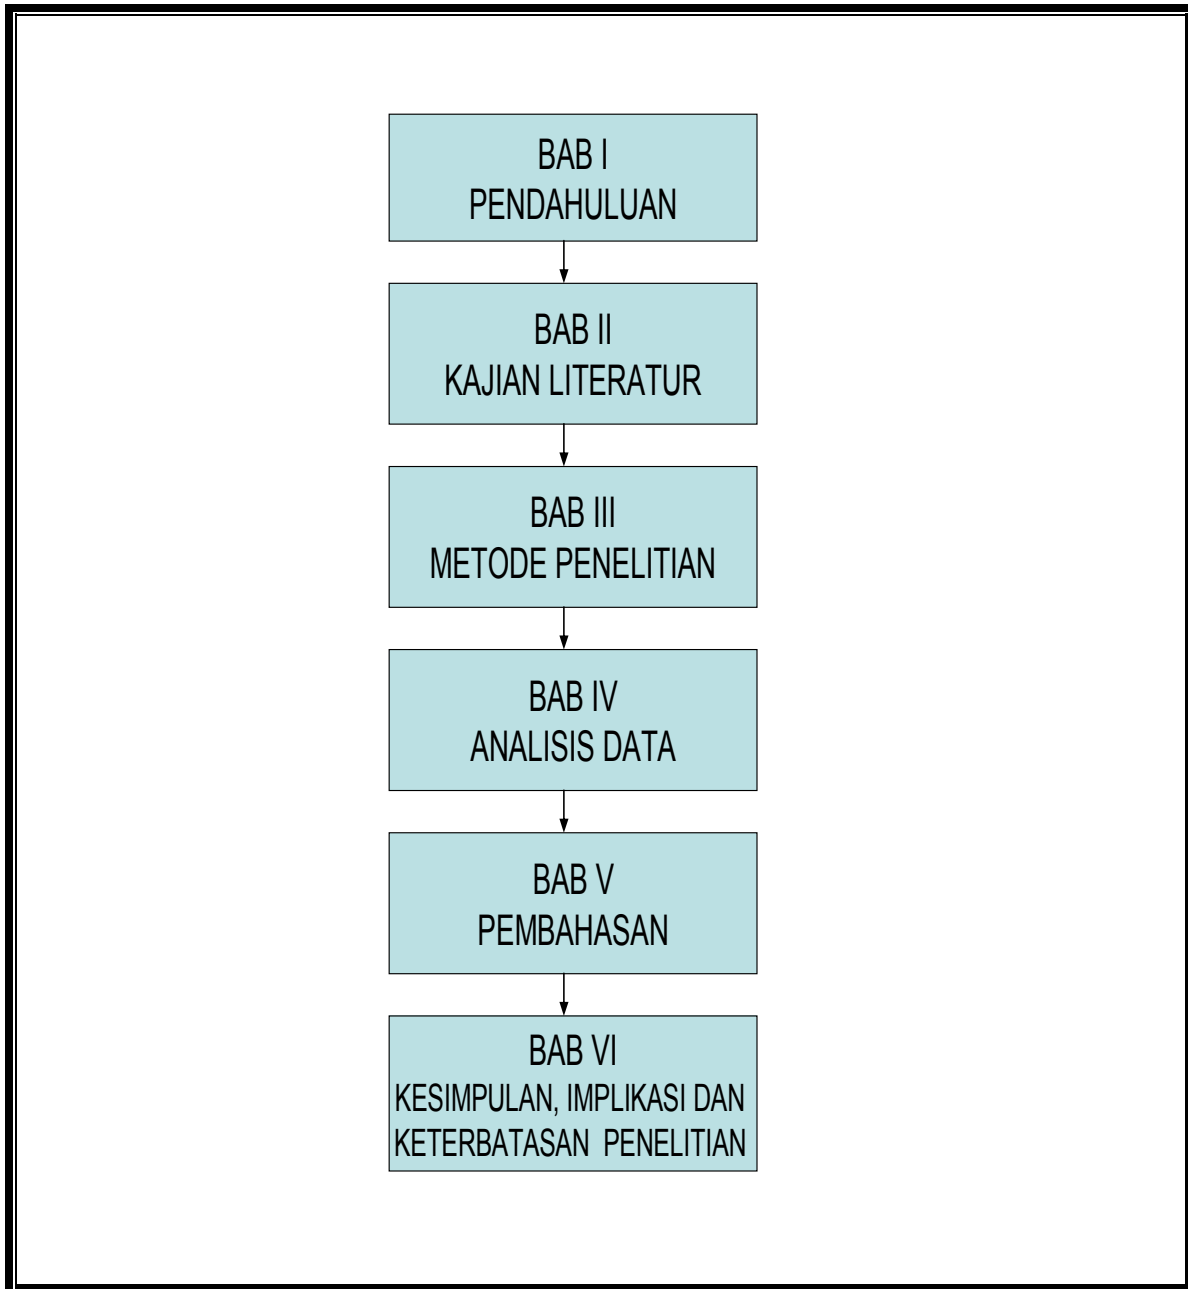 BAB I
PENDAHULUAN
BAB II
KAJIAN LITERATUR
BAB III
METODE PENELITIAN
BAB IV
ANALISIS DATA
BAB V
PEMBAHASAN
BAB VI
KESIMPULAN, IMPLIKASI DAN
KETERBATASAN PENELITIAN